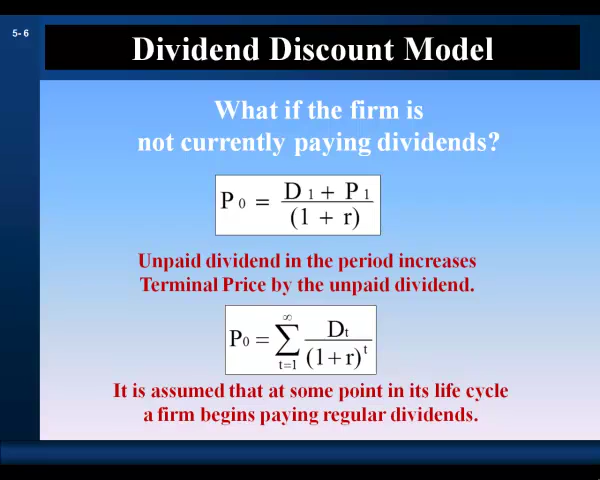 5- 6
Dividend Discount Model
What if the firm is
not currently paying dividends?
P 0 = D 1 + P 1 / (1 + r)
Unpaid dividend in the period increases
Terminal Price by the unpaid dividend.
P0 = ∑ t=1 ∞ Dt / (1+r)^t
It is assumed that at some point in its life cycle
a firm begins paying regular dividends.